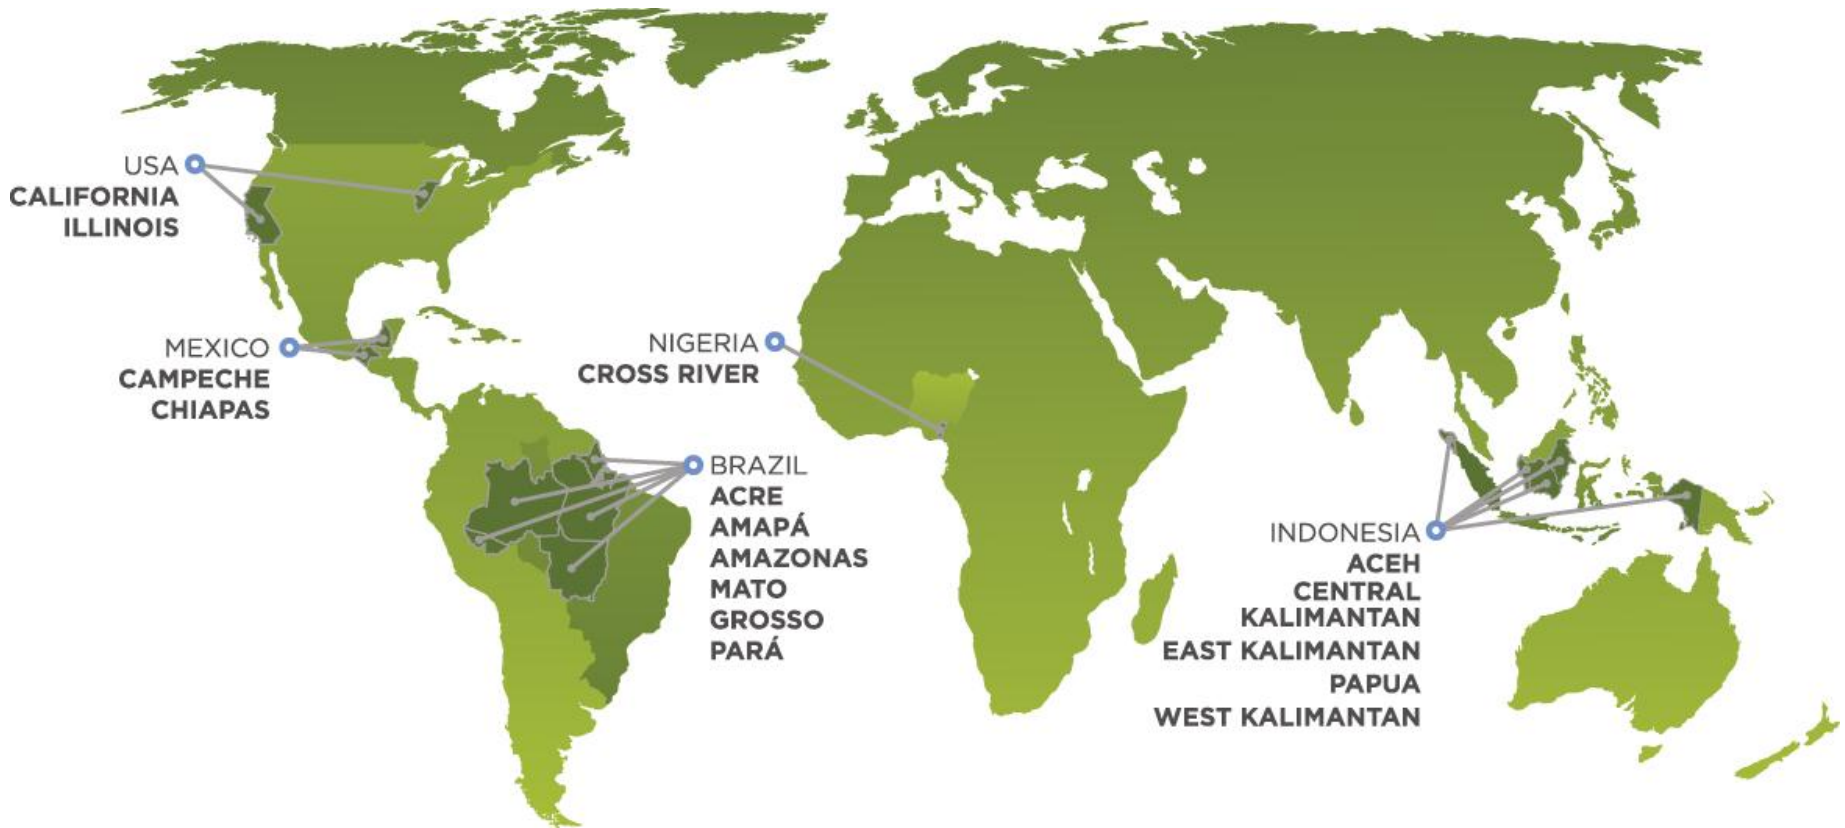 USA
CALIFORNIA
ILLINOIS
MEXICO
CAMPECHE
CHIAPAS
NIGERIA
CROSS RIVER
BRAZIL
ACRE
AMAPÁ
AMAZONAS
MATO
GROSSO
PARÁ
INDONESIA
ACEH
CENTRAL
KALIMANTAN
EAST KALIMANTAN
PAPUA
WEST KALIMANTAN